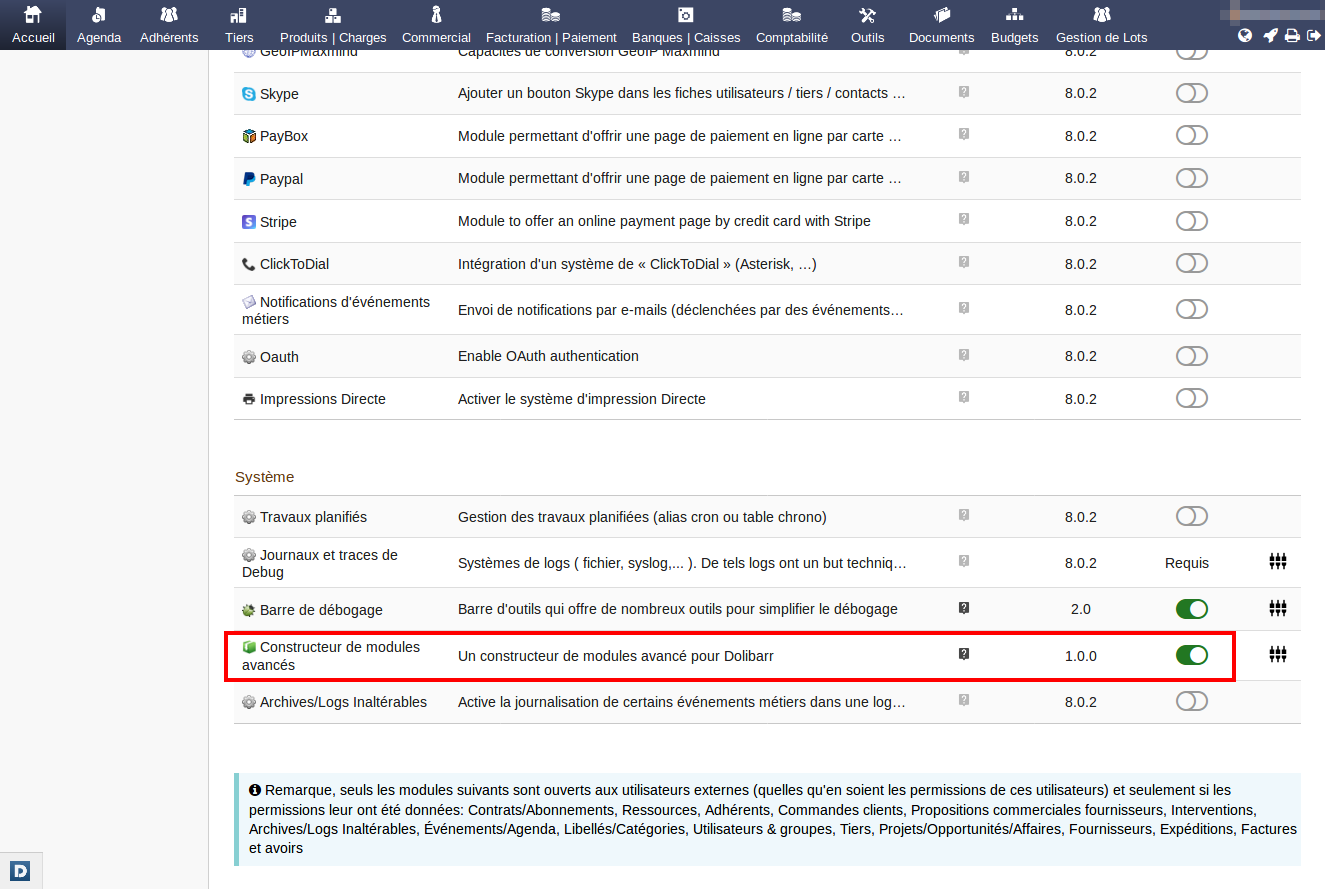 Accueil Agenda Adhérents Tiers Produits | Charges Commercial Facturation | Paiement Banques | Caisses Comptabilité Outils Documents Budgets Gestion de Lots
GeoIPMaxmind Capacités de conversion GeoIP Maxmind 8.0.2
Skype Ajouter un bouton Skype dans les fiches utilisateurs / tiers / contacts … 8.0.2
PayBox Module permettant d'offrir une page de paiement en ligne par carte … 8.0.2
Paypal Module permettant d'offrir une page de paiement en ligne par carte … 8.0.2
Stripe Module to offer an online payment page by credit card with Stripe 8.0.2
ClickToDial Intégration d'un système de « ClickToDial » (Asterisk, …) 8.0.2
Notifications d'événements
métiers Envoi de notifications par e-mails (déclenchées par des événements… 8.0.2
Oauth Enable OAuth authentication 8.0.2
Impressions Directe Activer le système d'impression Directe 8.0.2
Système
Travaux planifiés Gestion des travaux planifiées (alias cron ou table chrono) 8.0.2
Journaux et traces de
Debug Systèmes de logs ( fichier, syslog,... ). De tels logs ont un but techniq… 8.0.2 Requis
Barre de débogage Barre d'outils qui offre de nombreux outils pour simplifier le débogage 2.0
Constructeur de modules
avancés Un constructeur de modules avancé pour Dolibarr 1.0.0
Archives/Logs Inaltérables Active la journalisation de certains événements métiers dans une log… 8.0.2
Remarque, seuls les modules suivants sont ouverts aux utilisateurs externes (quelles qu'en soient les permissions de ces utilisateurs) et seulement si les
permissions leur ont été données: Contrats/Abonnements, Ressources, Adhérents, Commandes clients, Propositions commerciales fournisseurs, Interventions,
Archives/Logs Inaltérables, Événements/Agenda, Libellés/Catégories, Utilisateurs & groupes, Tiers, Projets/Opportunités/Affaires, Fournisseurs, Expéditions, Factures
et avoirs
D